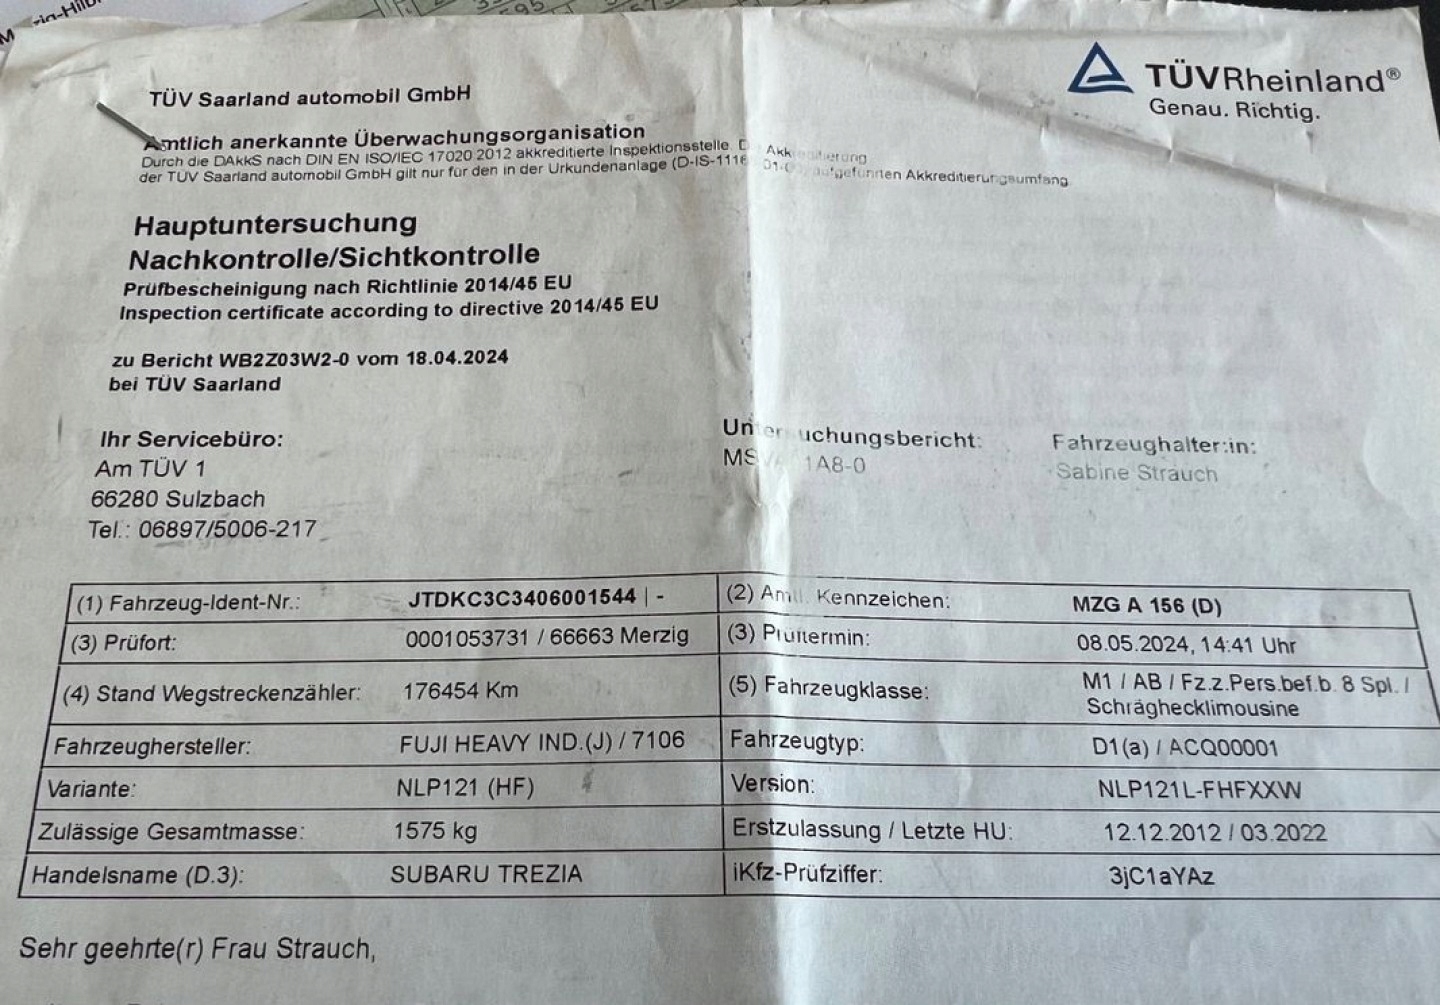 TÜV Saarland automobil GmbH
TÜVRheinland®
Genau. Richtig.
Amtlich anerkannte Überwachungsorganisation
Durch die DAkkS nach DIN EN ISO/IEC 17020:2012 akkreditierte Inspektionsstelle. Akkreditierung
der TÜV Saarland automobil GmbH gilt nur für den in der Urkundenanlage (D-IS-1116 aufgeführten Akkreditierungsumfang
Hauptuntersuchung
Nachkontrolle/Sichtkontrolle
Prüfbescheinigung nach Richtlinie 2014/45 EU
Inspection certificate according to directive 2014/45 EU
zu Bericht WB2Z03W2-0 vom 18.04.2024
bei TÜV Saarland
Ihr Servicebüro:
Am TÜV 1
66280 Sulzbach
Tel.: 06897/5006-217
Untersuchungsbericht:
1A8-0
Fahrzeughalter:in:
Sabine Strauch
(1) Fahrzeug-Ident-Nr.: JTDKC3C3406001544 | - (2) Amtl. Kennzeichen: MZG A 156 (D)
(3) Prüfort: 0001053731 / 66663 Merzig (3) Prüftermin: 08.05.2024, 14:41 Uhr
(4) Stand Wegstreckenzähler: 176454 Km (5) Fahrzeugklasse: M1 / AB / Fz.z.Pers.bef.b. 8 Spl. /
Schräghecklimousine
Fahrzeughersteller: FUJI HEAVY IND.(J) / 7106 Fahrzeugtyp: D1(a) / ACQ00001
Variante: NLP121 (HF) Version: NLP121L-FHFXXW
Zulässige Gesamtmasse: 1575 kg Erstzulassung / Letzte HU: 12.12.2012 / 03.2022
Handelsname (D.3): SUBARU TREZIA iKfz-Prüfziffer: 3jC1aYAz
Sehr geehrte(r) Frau Strauch,